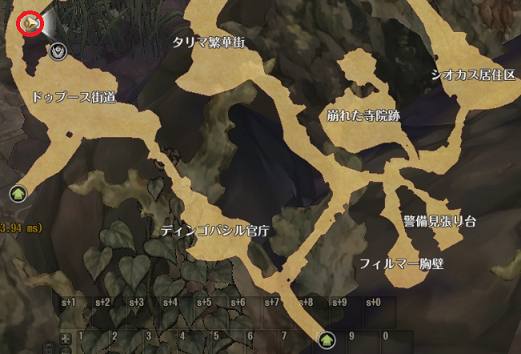 タリマ繁華街
シオカス居住区
ドゥブース街道
崩れた寺院跡
警備見張り台
3.94 ms)
ディンゴバシル官庁
フィルマー胸壁
s+1 s+2 s+3 s+4 s+5 s+6 s+7 s+8 s+9 s+0
1 2 3 4 5 6 7 9 0